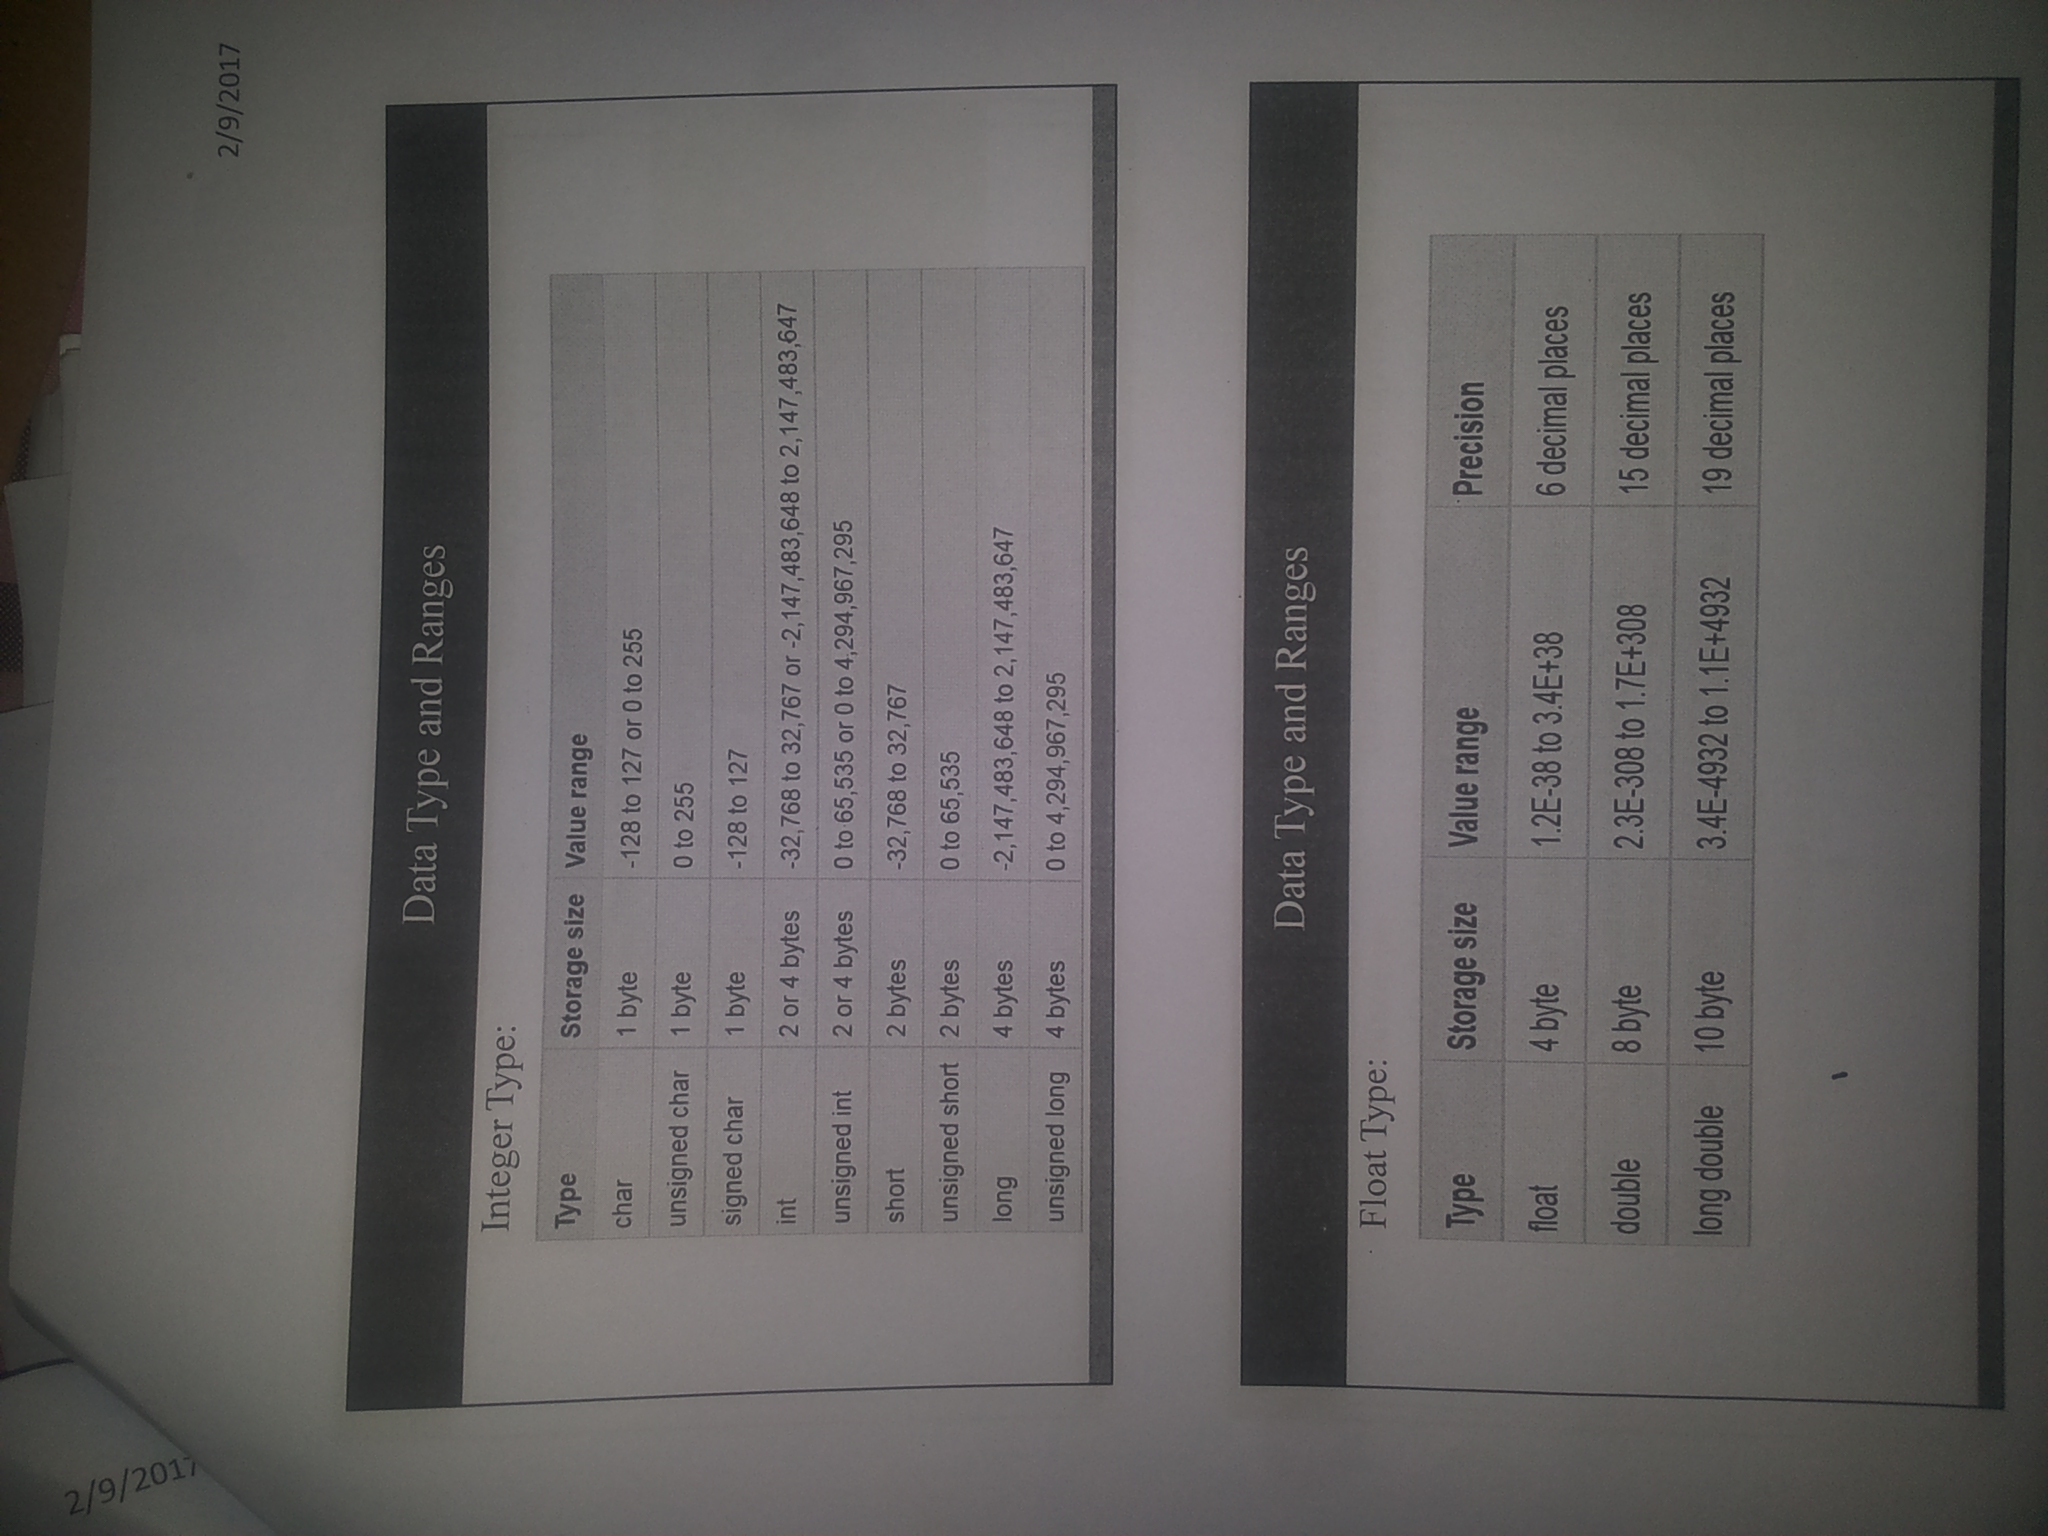 2/9/2017
2/9/2017
Data Type and Ranges
Integer Type:
Type Storage size Value range
char 1 byte -128 to 127 or 0 to 255
unsigned char 1 byte 0 to 255
signed char 1 byte -128 to 127
int 2 or 4 bytes -32,768 to 32,767 or -2,147,483,648 to 2,147,483,647
unsigned int 2 or 4 bytes 0 to 65,535 or 0 to 4,294,967,295
short 2 bytes -32,768 to 32,767
unsigned short 2 bytes 0 to 65,535
long 4 bytes -2,147,483,648 to 2,147,483,647
unsigned long 4 bytes 0 to 4,294,967,295
Data Type and Ranges
Float Type:
Type Storage size Value range Precision
float 4 byte 1.2E-38 to 3.4E+38 6 decimal places
double 8 byte 2.3E-308 to 1.7E+308 15 decimal places
long double 10 byte 3.4E-4932 to 1.1E+4932 19 decimal places